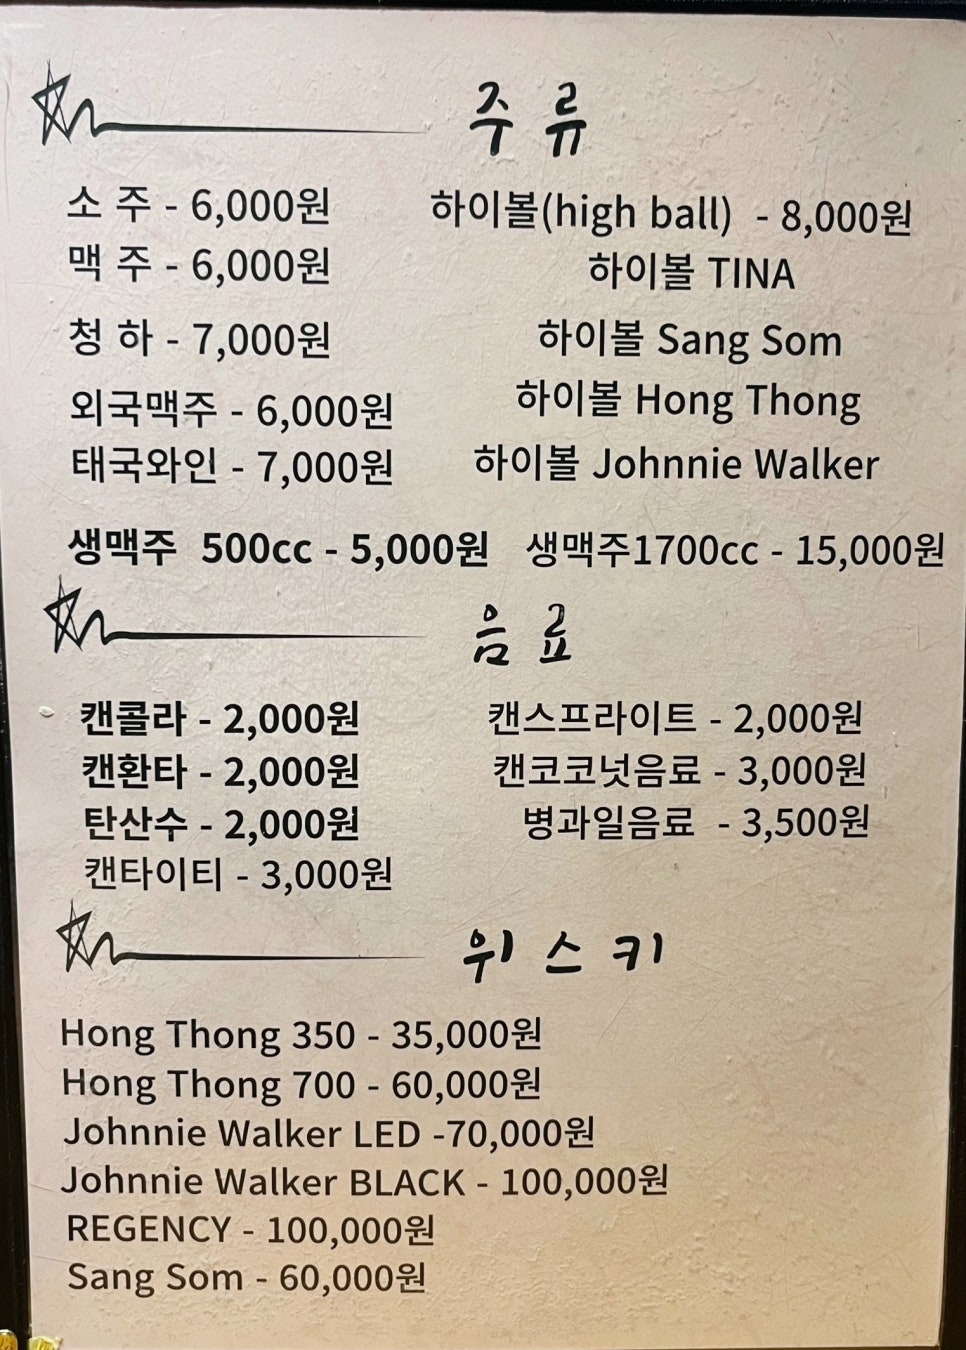 주 류
소 주 - 6,000원
맥 주 - 6,000원
청 하 - 7,000원
외국맥주 - 6,000원
태국와인 - 7,000원
하이볼(high ball) - 8,000원
하이볼 TINA
하이볼 Sang Som
하이볼 Hong Thong
하이볼 Johnnie Walker
생맥주 500cc - 5,000원
생맥주1700cc - 15,000원
음 료
캔콜라 - 2,000원
캔환타 - 2,000원
탄산수 - 2,000원
캔타이티 - 3,000원
캔스프라이트 - 2,000원
캔코코넛음료 - 3,000원
병과일음료 - 3,500원
위 스 키
Hong Thong 350 - 35,000원
Hong Thong 700 - 60,000원
Johnnie Walker LED -70,000원
Johnnie Walker BLACK - 100,000원
REGENCY - 100,000원
Sang Som - 60,000원